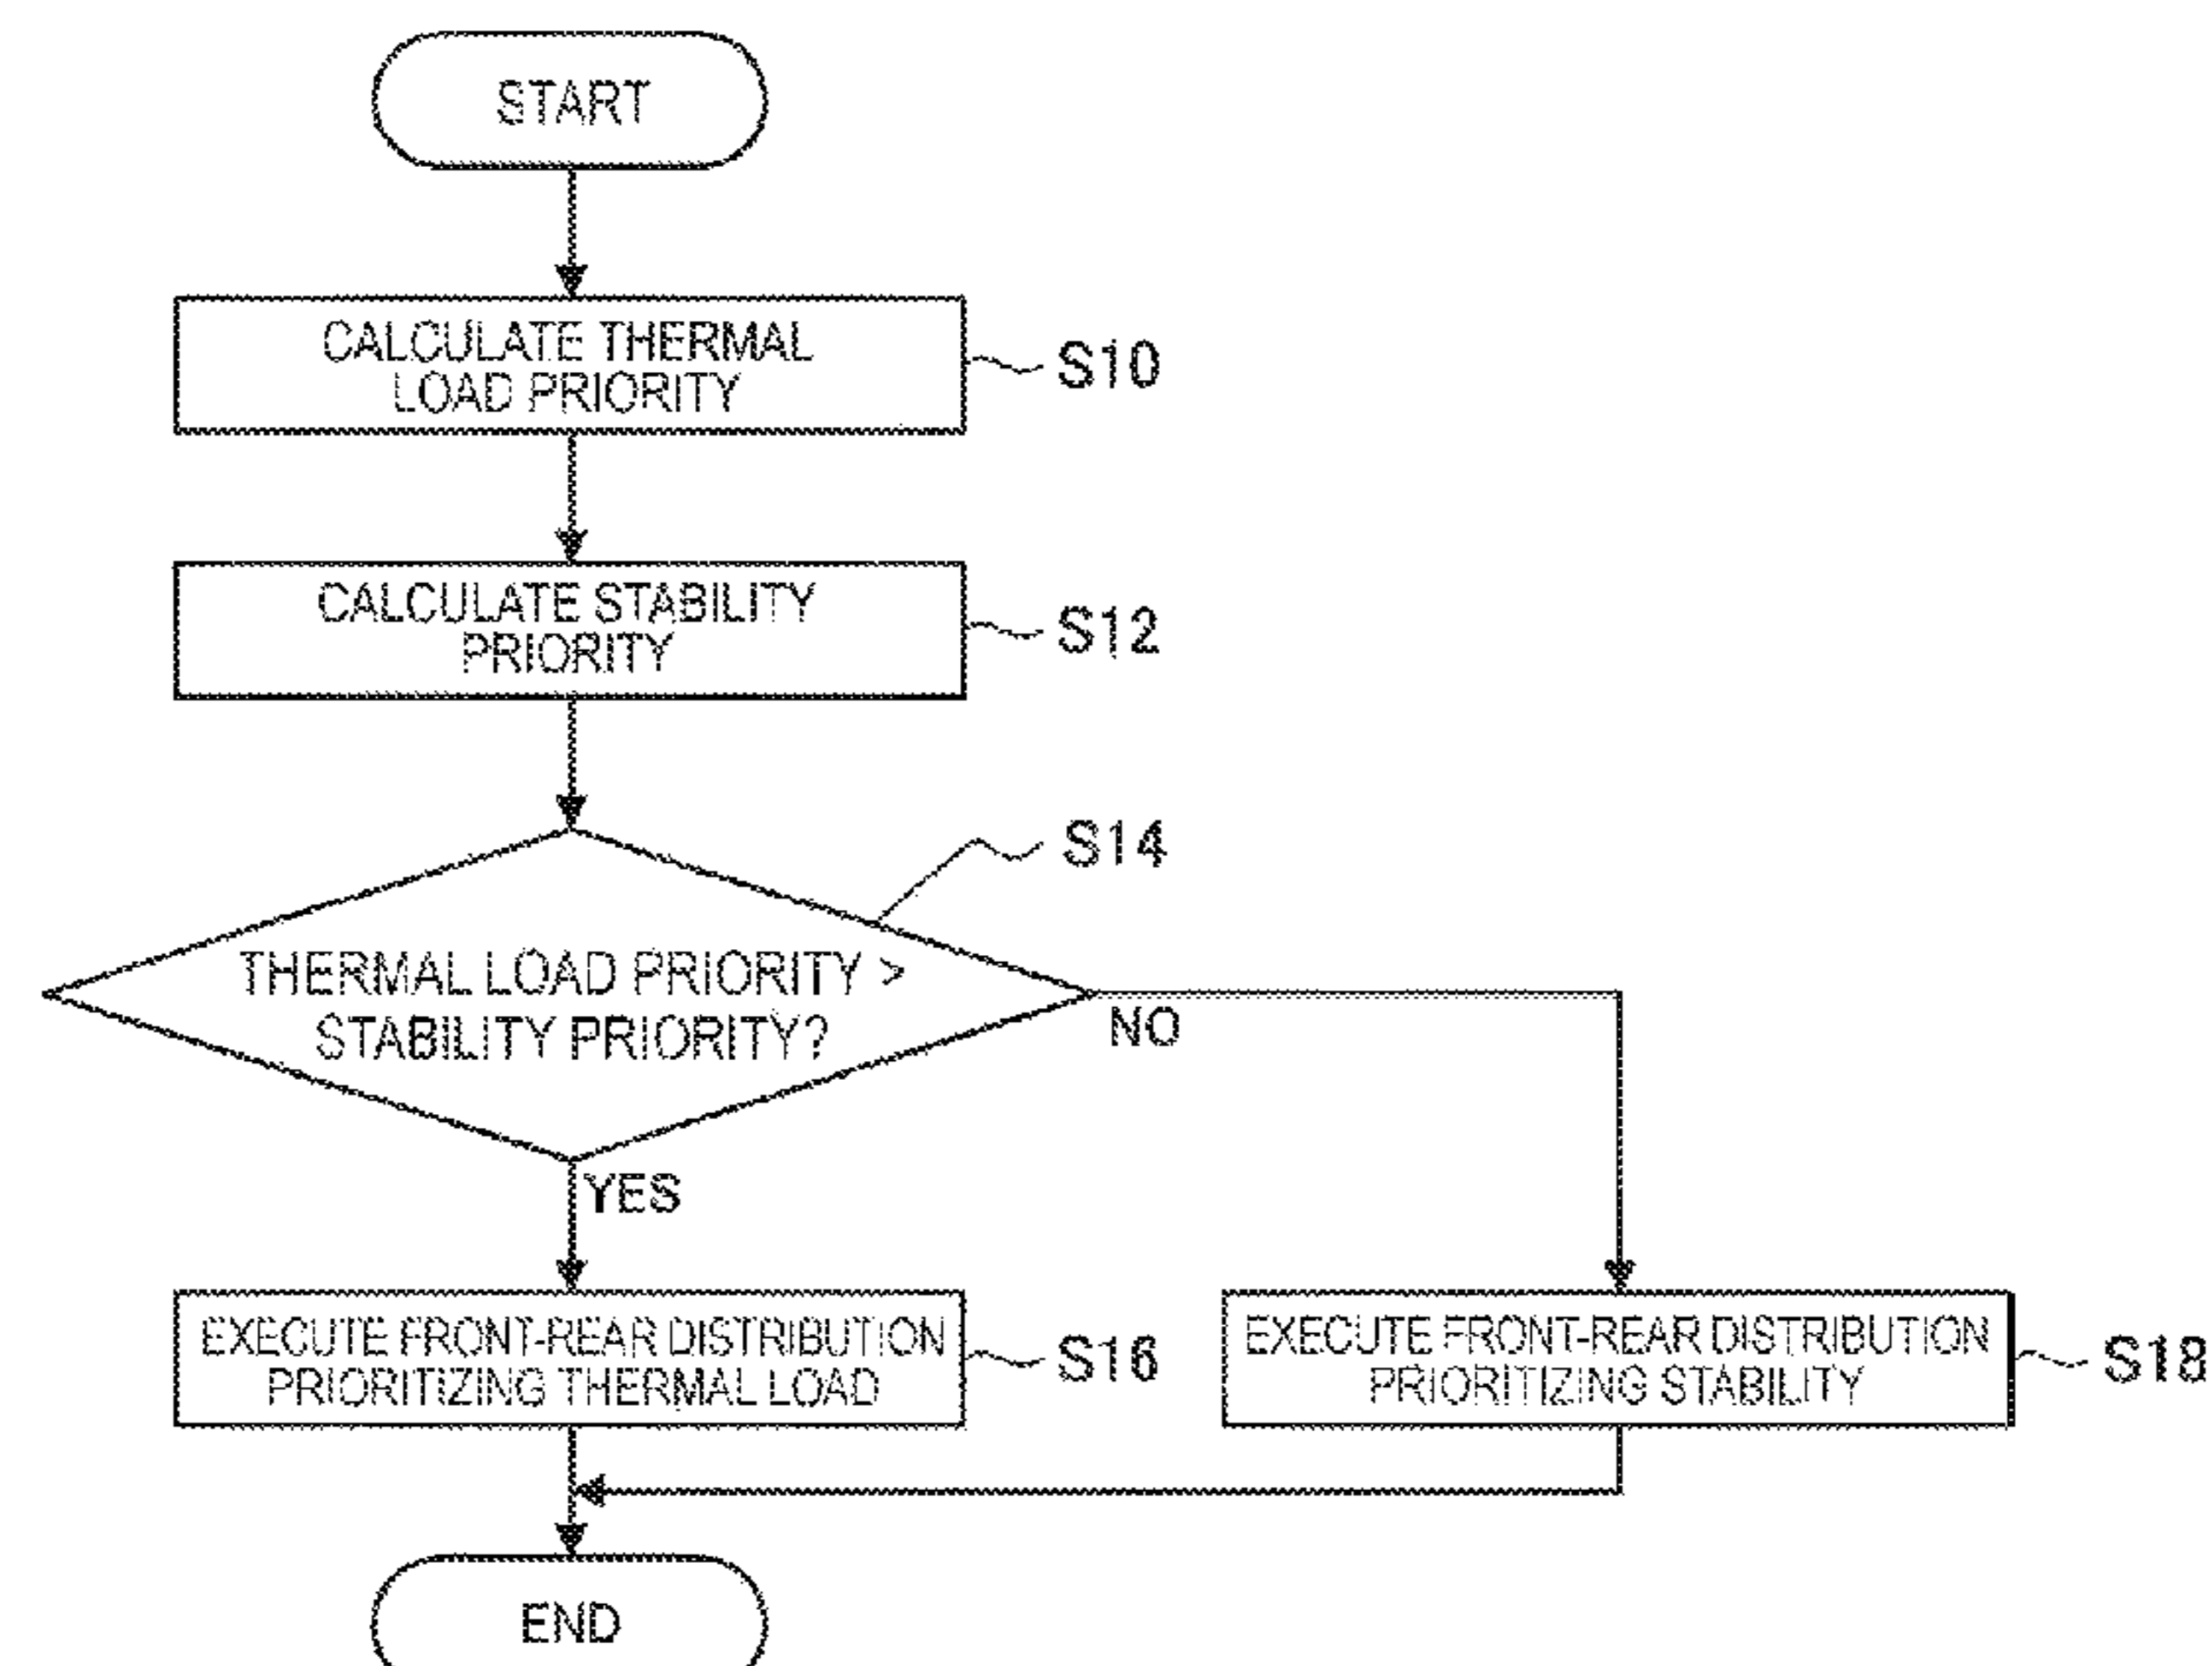 START
CALCULATE THERMAL
LOAD PRIORITY
S10
CALCULATE STABILITY
PRIORITY
S12
S14
THERMAL LOAD PRIORITY >
STABILITY PRIORITY?
NO
YES
EXECUTE FRONT-REAR DISTRIBUTION
PRIORITIZING THERMAL LOAD
S16
EXECUTE FRONT-REAR DISTRIBUTION
PRIORITIZING STABILITY
S18
END